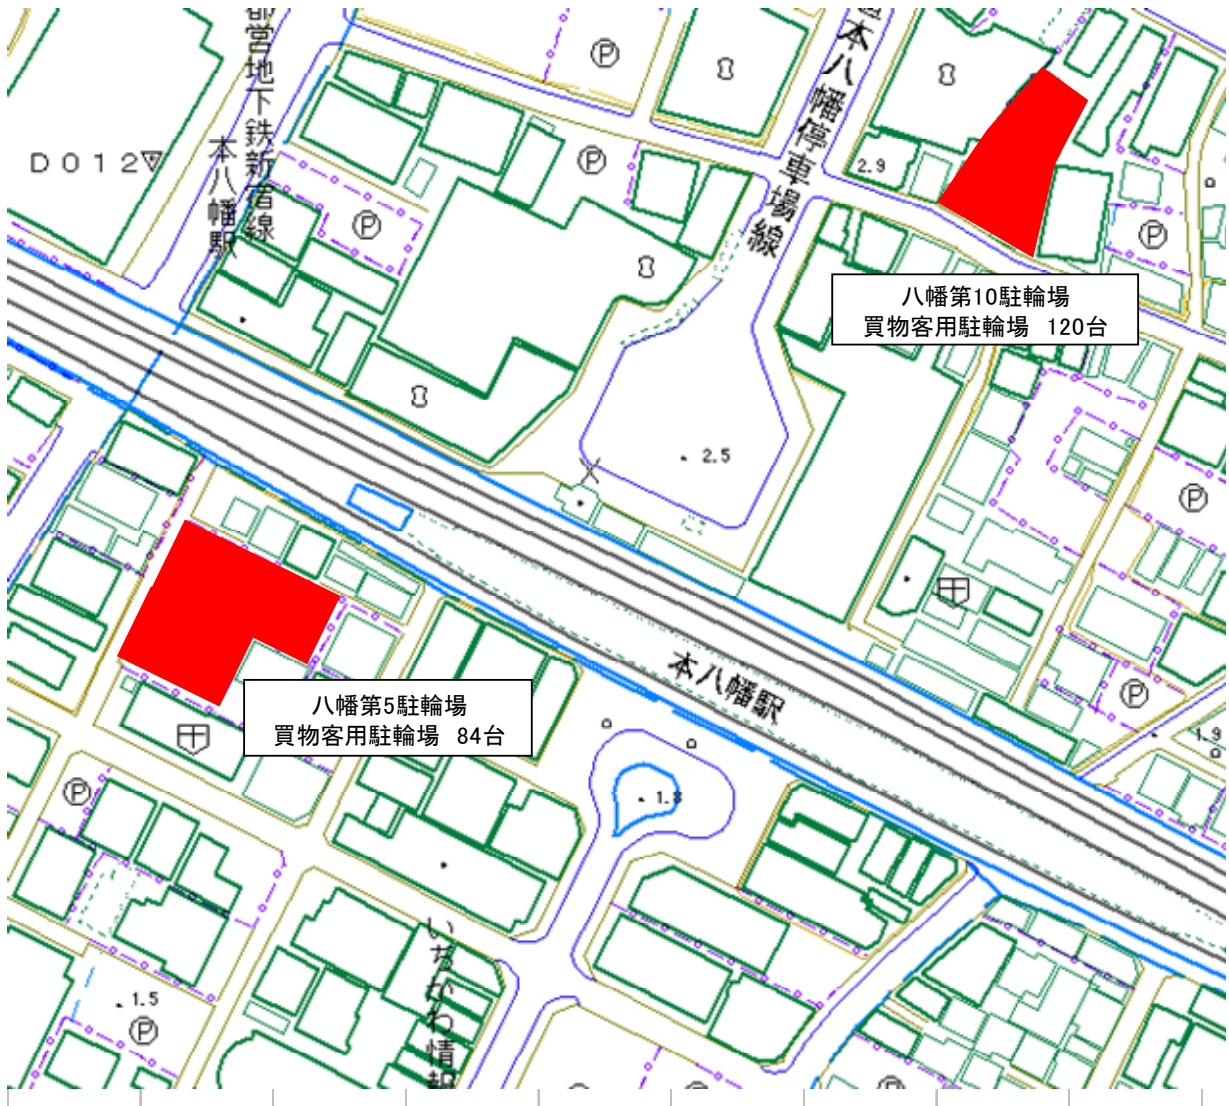 都営地下鉄新宿線
本八幡駅
D012
本八幡停車場線
2.9
P
P
P
P
八幡第10駐輪場
買物客用駐輪場 120台
2.5
P
本八幡駅
P
1.9
八幡第5駐輪場
買物客用駐輪場 84台
P
1.8
いちかわ情報
1.5
P